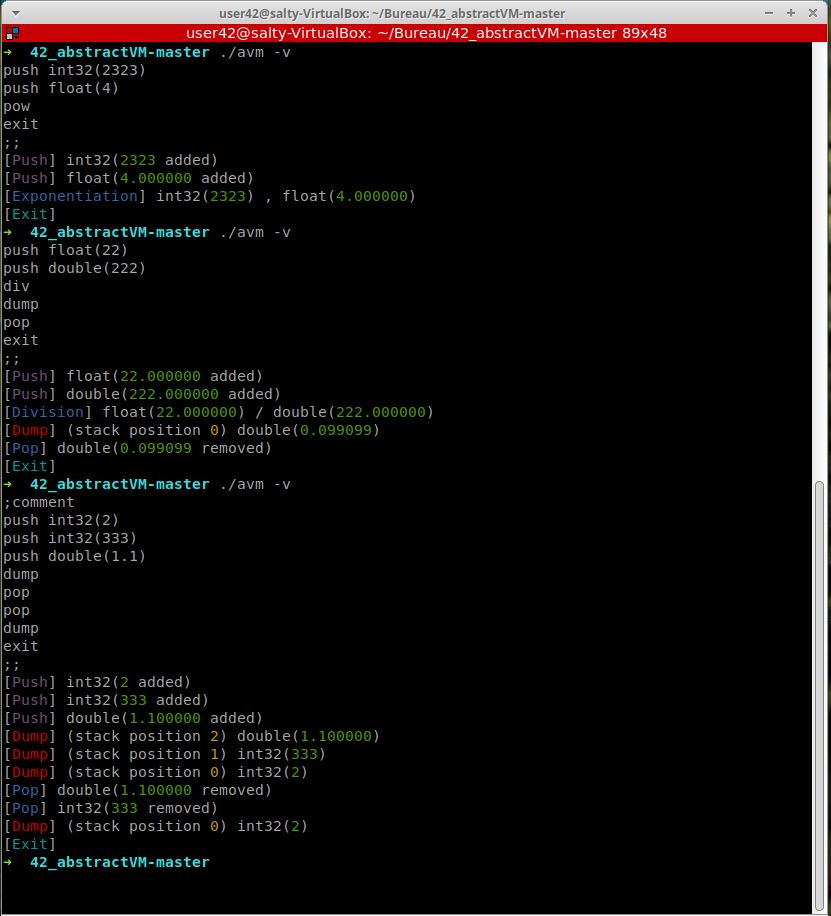 user42@salty-VirtualBox: ~/Bureau/42_abstractVM-master
user42@salty-VirtualBox: ~/Bureau/42_abstractVM-master 89x48
→ 42_abstractVM-master ./avm -v
push int32(2323)
push float(4)
pow
exit
;;
[Push] int32(2323 added)
[Push] float(4.000000 added)
[Exponentiation] int32(2323) , float(4.000000)
[Exit]
→ 42_abstractVM-master ./avm -v
push float(22)
push double(222)
div
dump
pop
exit
;;
[Push] float(22.000000 added)
[Push] double(222.000000 added)
[Division] float(22.000000) / double(222.000000)
[Dump] (stack position 0) double(0.099099)
[Pop] double(0.099099 removed)
[Exit]
→ 42_abstractVM-master ./avm -v
;comment
push int32(2)
push int32(333)
push double(1.1)
dump
pop
pop
dump
exit
;;
[Push] int32(2 added)
[Push] int32(333 added)
[Push] double(1.100000 added)
[Dump] (stack position 2) double(1.100000)
[Dump] (stack position 1) int32(333)
[Dump] (stack position 0) int32(2)
[Pop] double(1.100000 removed)
[Pop] int32(333 removed)
[Dump] (stack position 0) int32(2)
[Exit]
→ 42_abstractVM-master